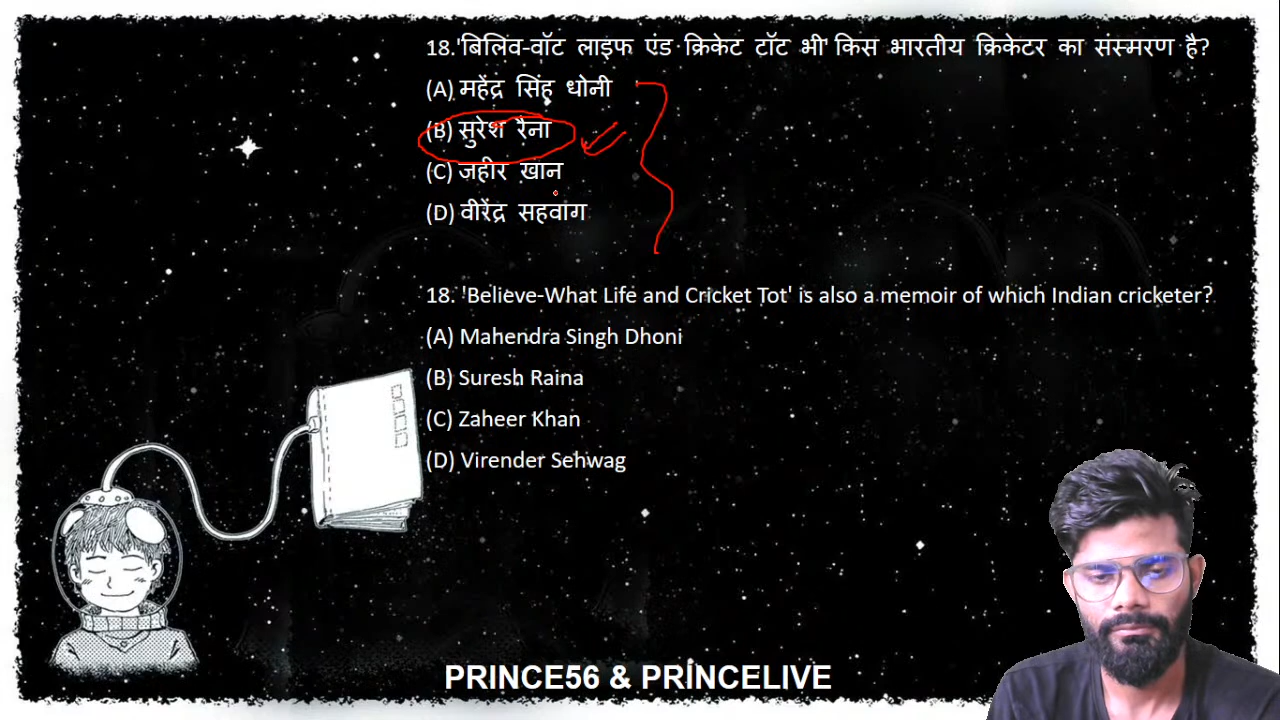 18.'बिलिव-वॉट लाइफ एंड क्रिकेट टॉट भी' किस भारतीय क्रिकेटर का संस्मरण है?
(A) महेंद्र सिंह धोनी
(B) सुरेश रैना
(C) जहीर खान
(D) वीरेंद्र सहवाग
18. 'Believe-What Life and Cricket Tot' is also a memoir of which Indian cricketer?
(A) Mahendra Singh Dhoni
(B) Suresh Raina
(C) Zaheer Khan
(D) Virender Sehwag
PRINCE56 & PRINCELIVE